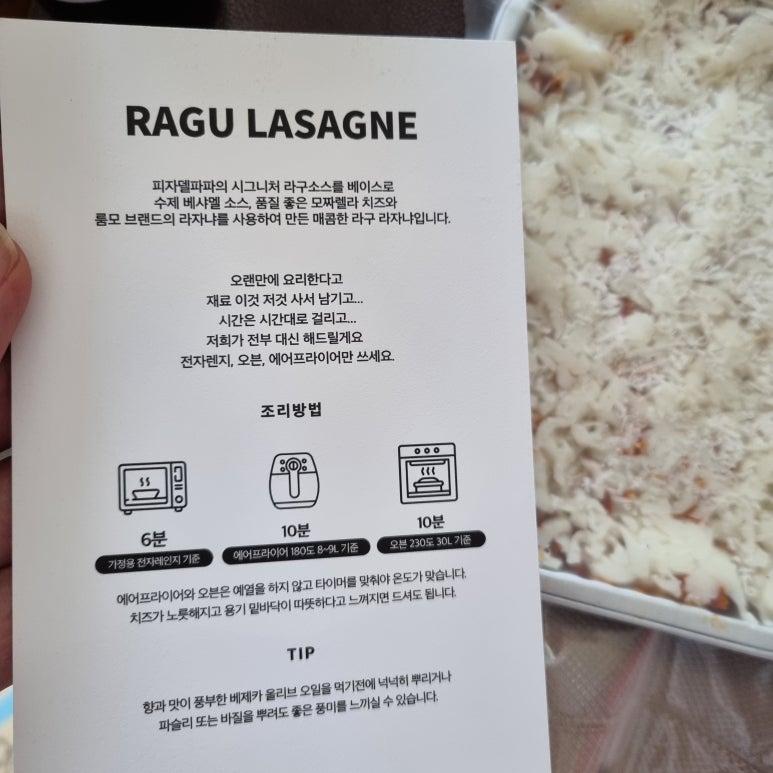 RAGU LASAGNE
피자델파파의 시그니처 라구소스를 베이스로
수제 베샤멜 소스, 품질 좋은 모짜렐라 치즈와
룸모 브랜드의 라자냐를 사용하여 만든 매콤한 라구 라자냐입니다.
오랜만에 요리한다고
재료 이것 저것 사서 남기고...
시간은 시간대로 걸리고...
저희가 전부 대신 해드릴게요
전자렌지, 오븐, 에어프라이어만 쓰세요.
조리방법
6분 10분 10분
가정용 전자레인지 기준 에어프라이어 180도 8~9L 기준 오븐 230도 30L 기준
에어프라이어와 오븐은 예열을 하지 않고 타이머를 맞춰야 온도가 맞습니다.
치즈가 노릇해지고 용기 밑바닥이 따뜻하다고 느껴지면 드셔도 됩니다.
TIP
향과 맛이 풍부한 베제카 올리브 오일을 먹기전에 넉넉히 뿌리거나
파슬리 또는 바질을 뿌려도 좋은 풍미를 느끼실 수 있습니다.